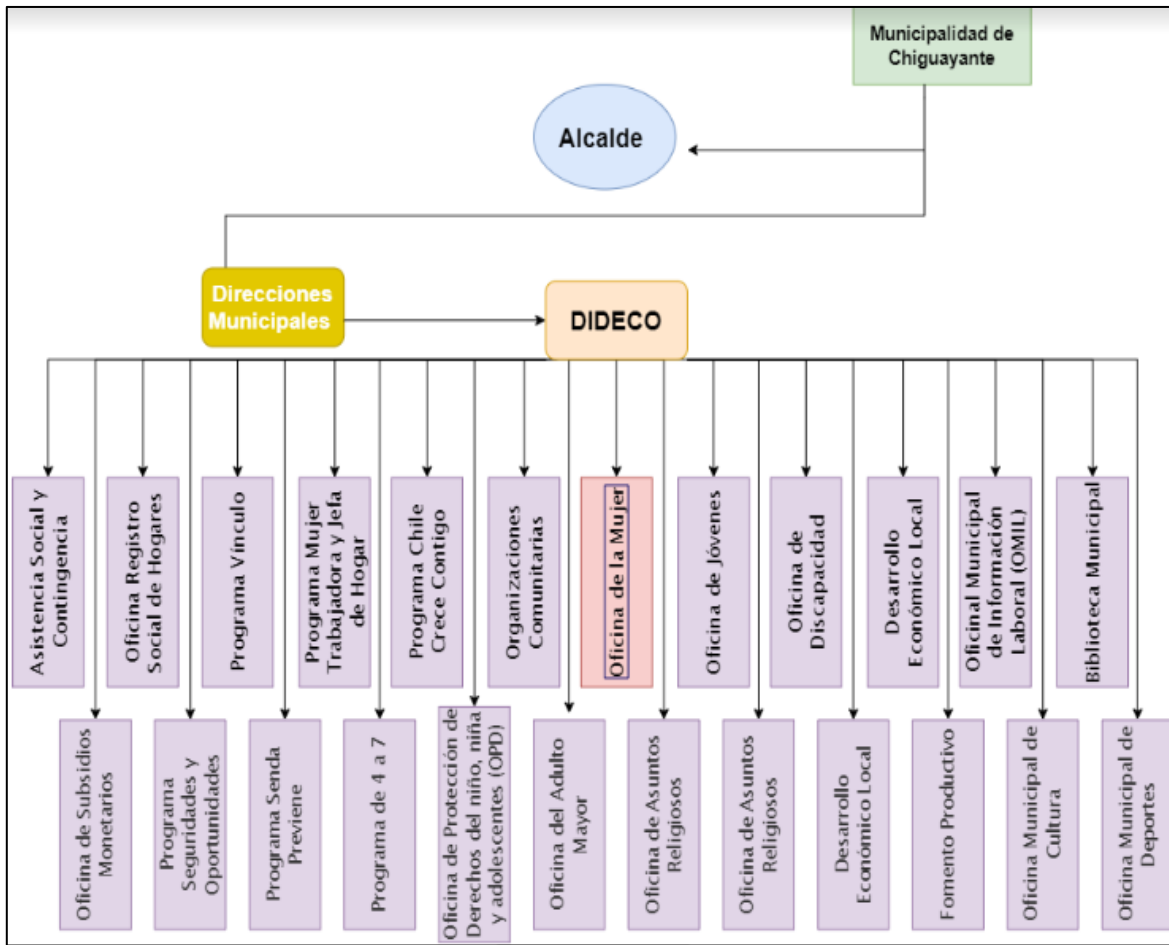 Municipalidad de
Chiguayante
Alcalde
Direcciones
Municipales
DIDECO
Asistencia Social y
Contingencia
Oficina Registro
Social de Hogares
Programa Vínculo
Programa Mujer
Trabajadora y Jefa
de Hogar
Programa Chile
Crece Contigo
Organizaciones
Comunitarias
Oficina de la Mujer
Oficina de Jóvenes
Oficina de
Discapacidad
Desarrollo
Económico Local
Oficinal Municipal
de Información
Laboral (OMIL)
Biblioteca Municipal
Oficina de Subsidios
Monetarios
Programa
Seguridades y
Oportunidades
Programa Senda
Previene
Programa de 4 a 7
Oficina de Protección de
Derechos del niño, niña
y adolescentes (OPD)
Oficina del Adulto
Mayor
Oficina de Asuntos
Religiosos
Oficina de Asuntos
Religiosos
Desarrollo
Económico Local
Fomento Productivo
Oficina Municipal de
Cultura
Oficina Municipal de
Deportes